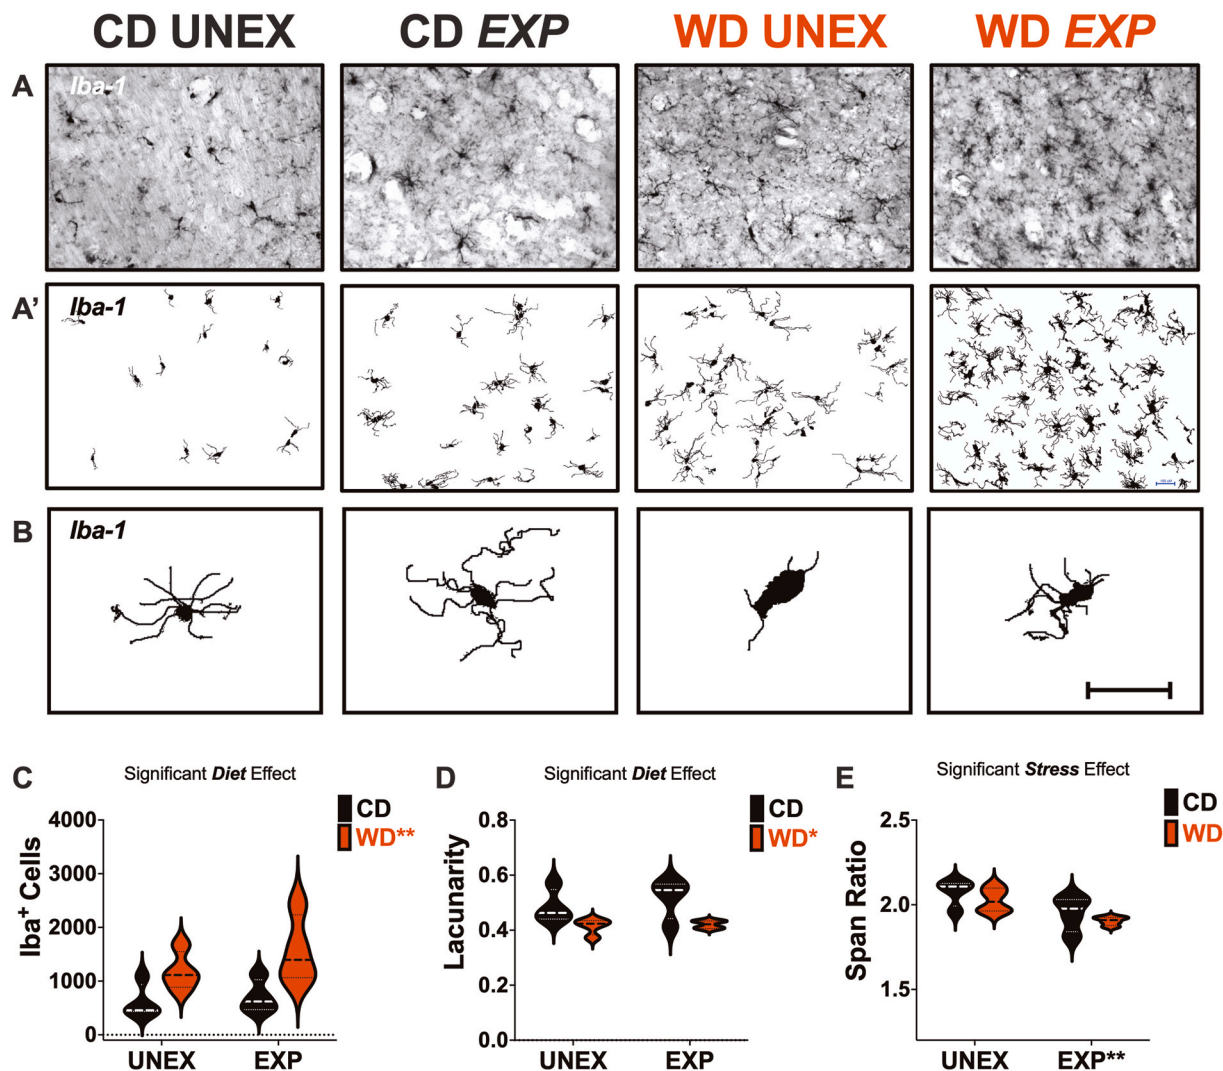 CD UNEX CD EXP WD UNEX WD EXP
A Iba-1
A' Iba-1
B Iba-1
C Significant Diet Effect
CD
WD**
Iba+ Cells
4000
3000
2000
1000
0
UNEX EXP
D Significant Diet Effect
CD
WD*
Lacunarity
0.8
0.6
0.4
0.2
0.0
UNEX EXP
E Significant Stress Effect
CD
WD
Span Ratio
2.5
2.0
1.5
UNEX EXP**